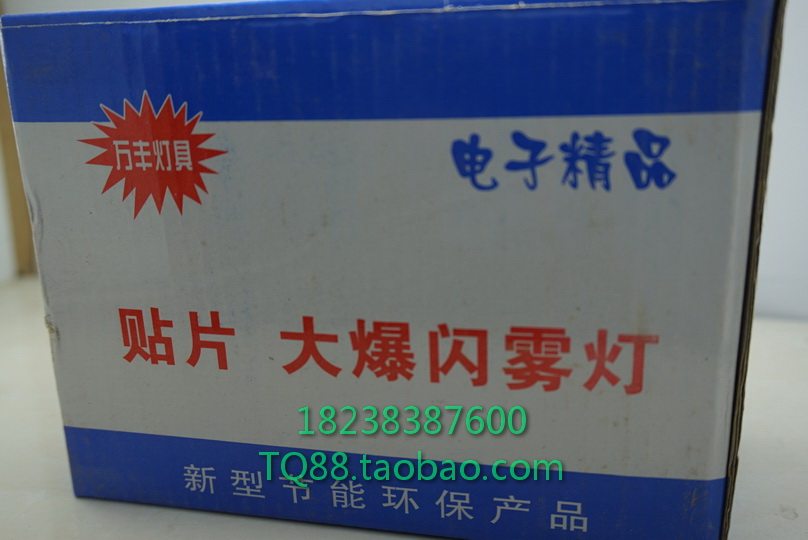 万丰灯具
电子精品
贴片 大爆闪雾灯
18238387600
TQ88.taobao.com
新型节能环保产品